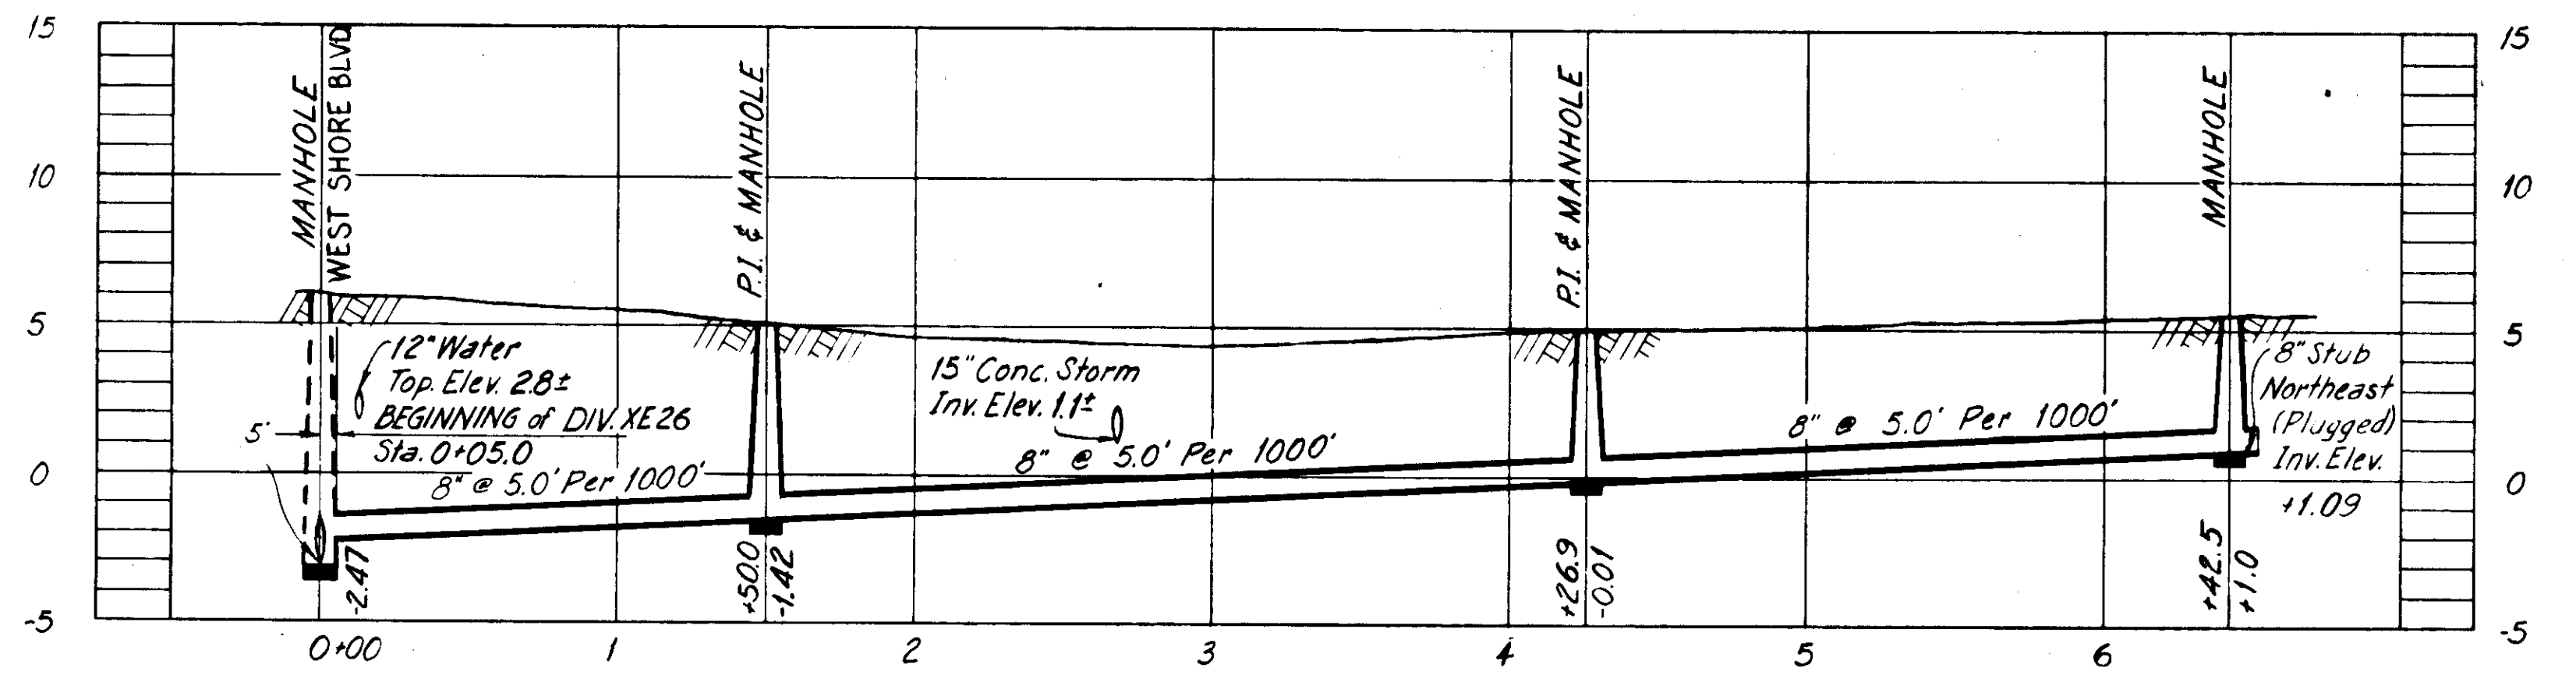 15
10
5
0
-5
MANHOLE
WEST SHORE BLVD
P.I. & MANHOLE
P.I. & MANHOLE
MANHOLE
15
10
5
0
-5
12" Water
Top. Elev. 2.8±
BEGINNING of DIV. XE26
Sta. 0+05.0
5'
8" @ 5.0' Per 1000'
15" Conc. Storm
Inv. Elev. 1.1±
8" @ 5.0' Per 1000'
8" @ 5.0' Per 1000'
8" Stub
Northeast
(Plugged)
Inv. Elev.
+1.09
-2.47
+50.0
-1.42
+26.9
-0.01
+42.5
+1.0
0+00
1
2
3
4
5
6